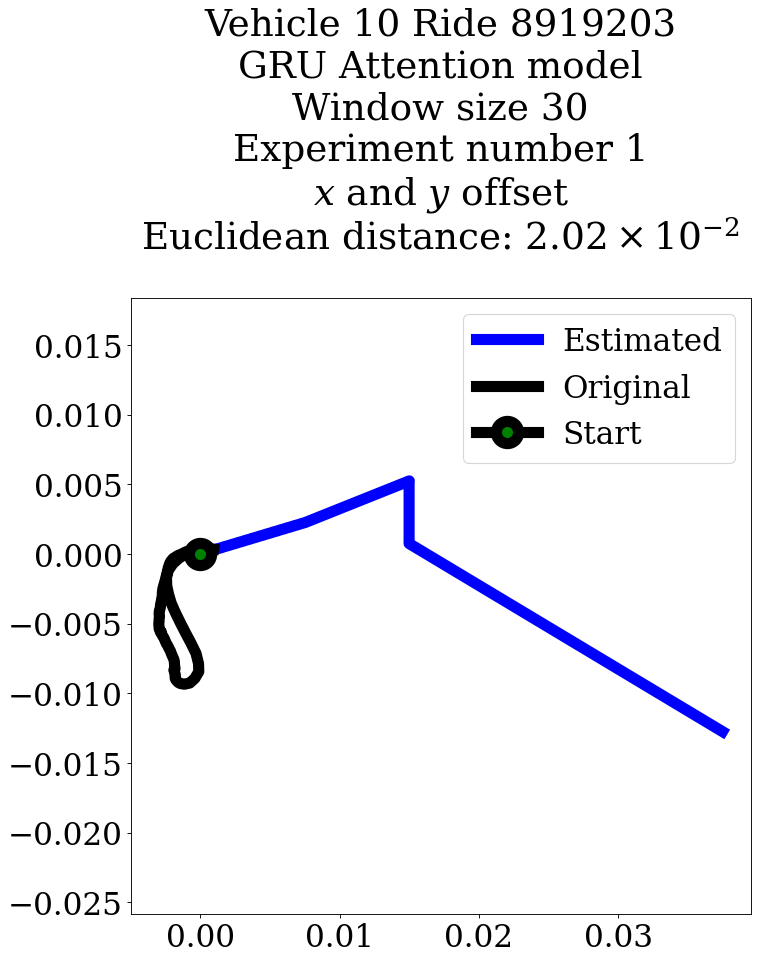 Vehicle 10 Ride 8919203
GRU Attention model
Window size 30
Experiment number 1
x and y offset
Euclidean distance: 2.02 × 10⁻²
Estimated
Original
Start
0.015
0.010
0.005
0.000
−0.005
−0.010
−0.015
−0.020
−0.025
0.00 0.01 0.02 0.03